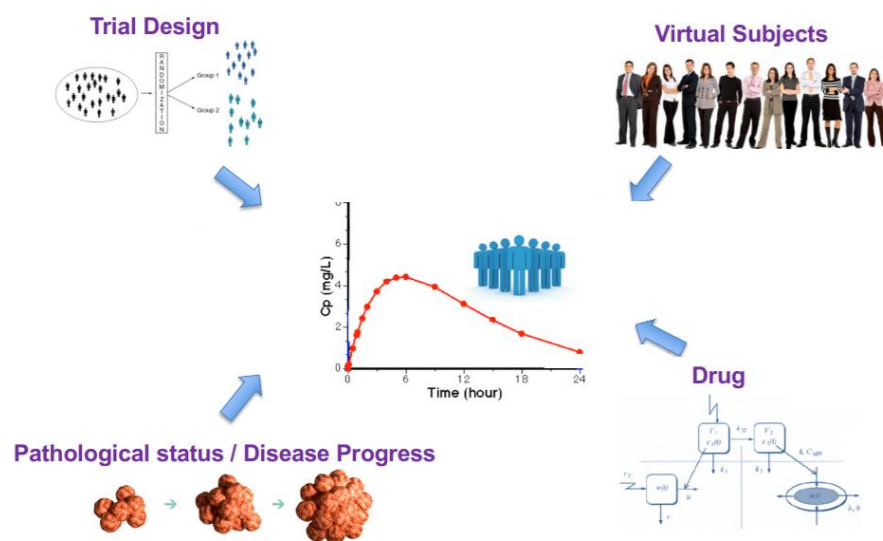 Trial Design
Virtual Subjects
RANDOMIZATION
Group 1
Group 2
8
6
4
2
0
Cp (mg/L)
0 6 12 18 24
Time (hour)
Drug
Pathological status / Disease Progress